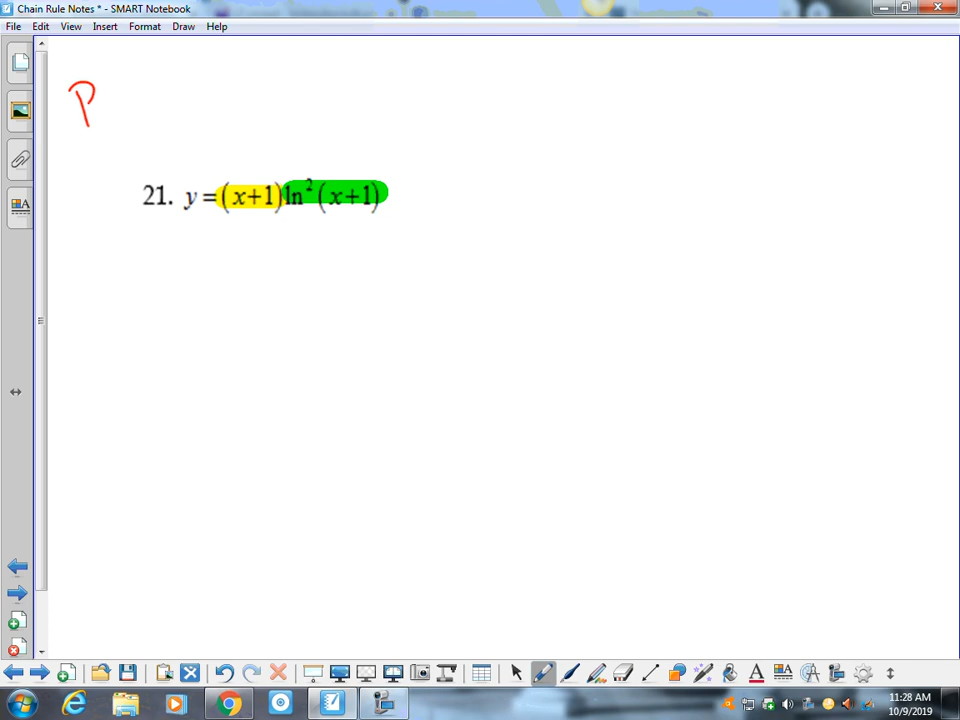 Chain Rule Notes * - SMART Notebook
File Edit View Insert Format Draw Help
P
21. y = (x+1)ln²(x+1)
11:28 AM
10/9/2019